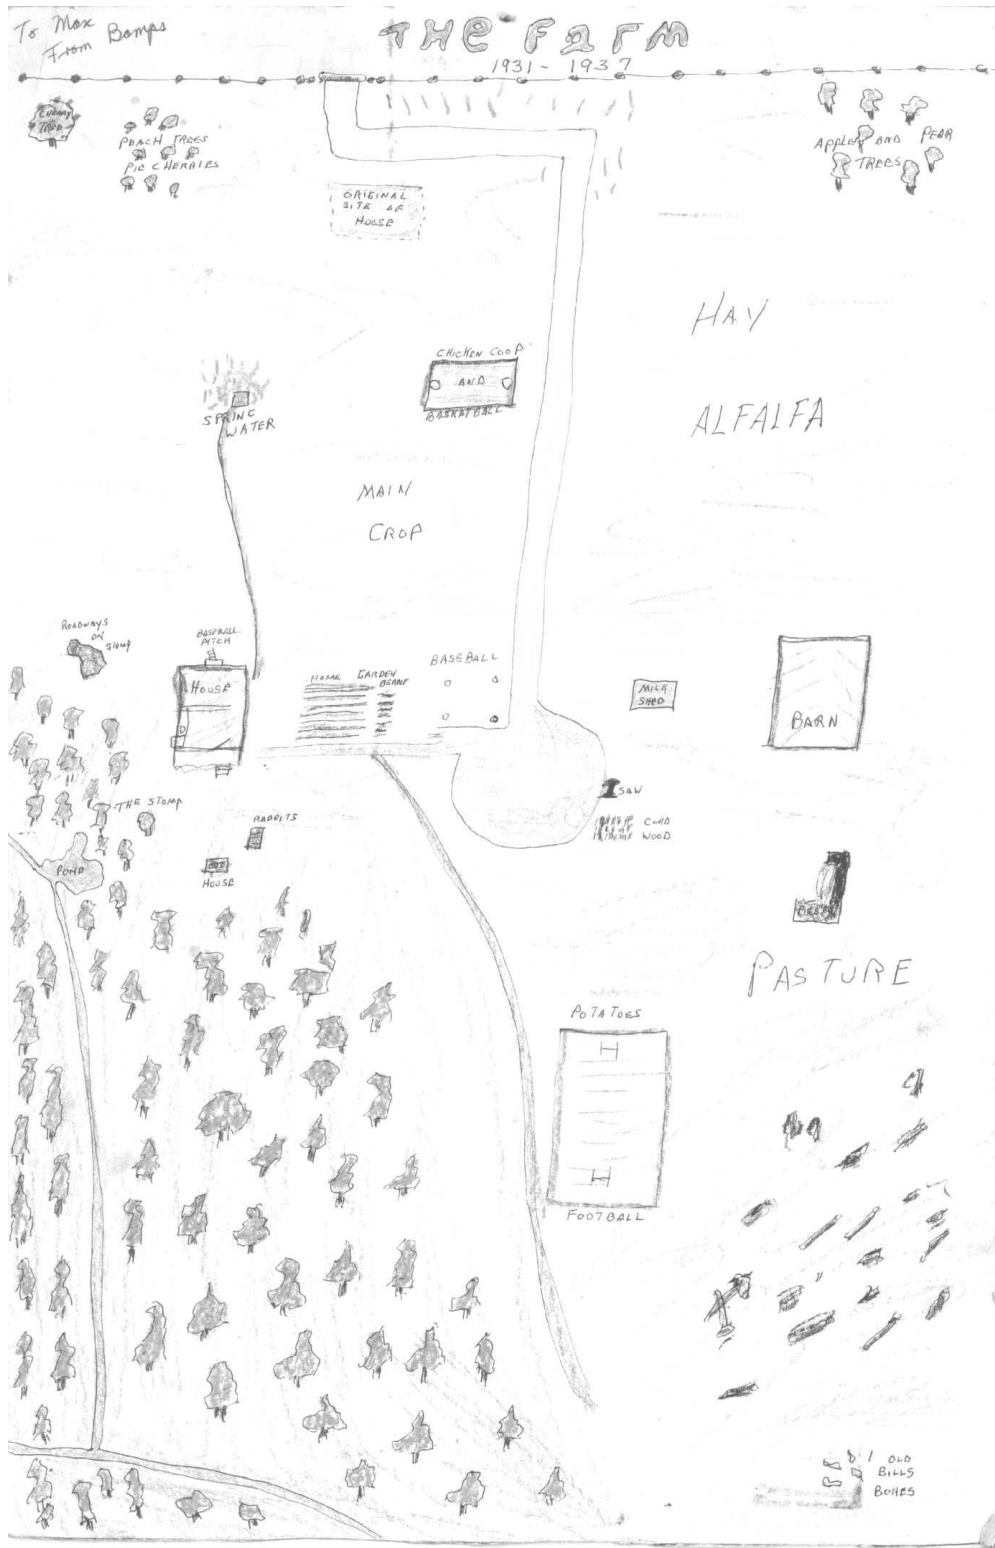 To Max
From Bamps
THE FARM
1931 - 1937
CHERRY
TREE
PEACH TREES
PIE CHERRIES
APPLE AND PEAR
TREES
ORIGINAL
SITE OF
HOUSE
HAY
ALFALFA
CHICKEN COOP
AND
BASKETBALL
SPRING
WATER
MAIN
CROP
ROADWAYS
ON
STOMP
BASEBALL
PITCH
HOUSE
HOME GARDEN
BEANS
BASEBALL
MILK
SHED
BARN
SAW
CORD
WOOD
THE STOMP
RABBITS
POND
HOUSE
PASTURE
POTATOES
FOOTBALL
OLD
BILLS
BONES